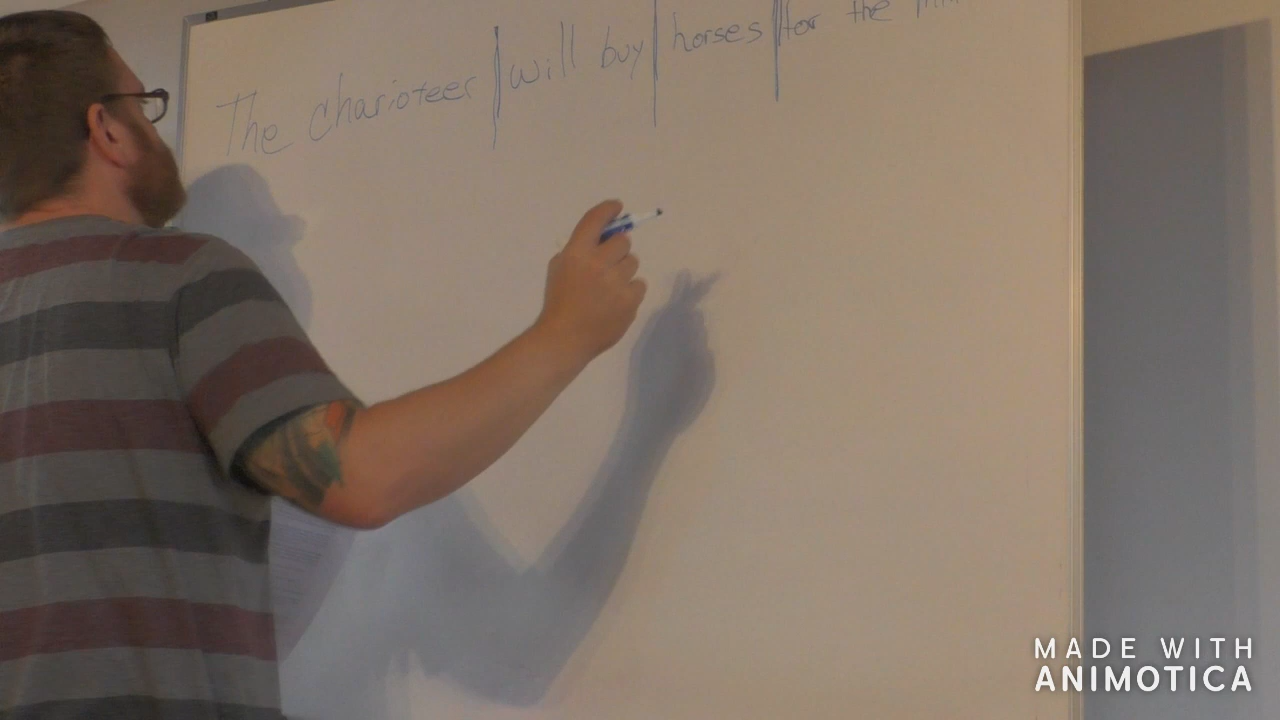 The charioteer | will buy | horses | for the
MADE WITH
ANIMOTICA